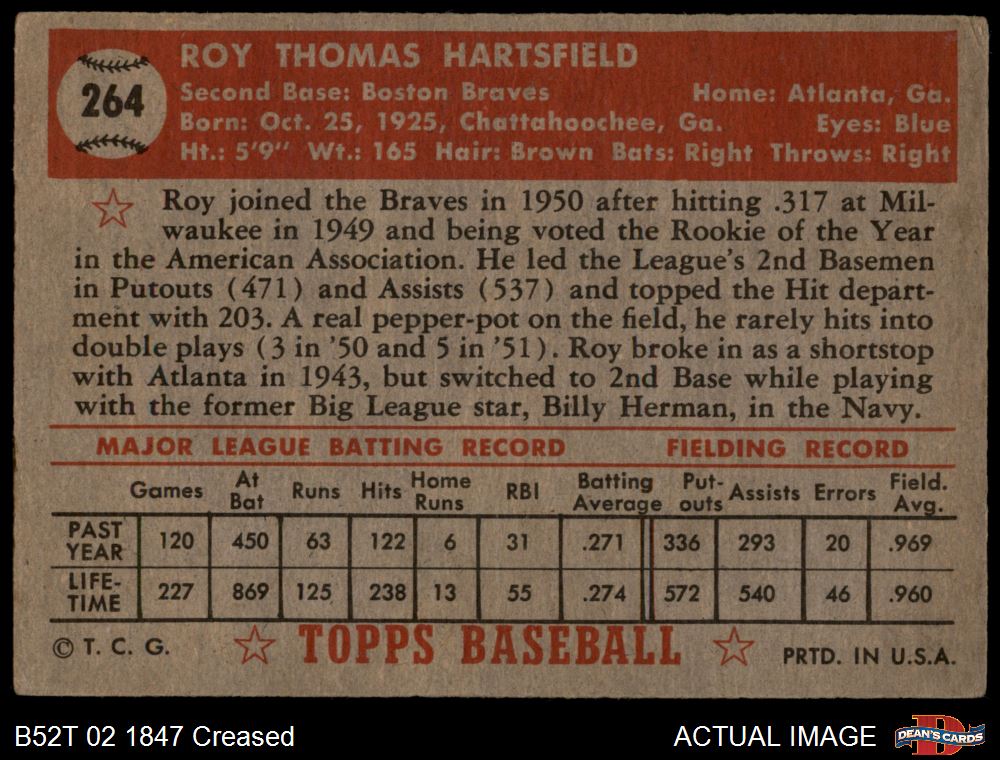 264
ROY THOMAS HARTSFIELD
Second Base: Boston Braves Home: Atlanta, Ga.
Born: Oct. 25, 1925, Chattahoochee, Ga. Eyes: Blue
Ht.: 5'9" Wt.: 165 Hair: Brown Bats: Right Throws: Right
Roy joined the Braves in 1950 after hitting .317 at Mil-
waukee in 1949 and being voted the Rookie of the Year
in the American Association. He led the League's 2nd Basemen
in Putouts (471) and Assists (537) and topped the Hit depart-
ment with 203. A real pepper-pot on the field, he rarely hits into
double plays (3 in '50 and 5 in '51). Roy broke in as a shortstop
with Atlanta in 1943, but switched to 2nd Base while playing
with the former Big League star, Billy Herman, in the Navy.
MAJOR LEAGUE BATTING RECORD FIELDING RECORD
Games At Bat Runs Hits Home Runs RBI Batting Average Put-outs Assists Errors Field. Avg.
PAST YEAR 120 450 63 122 6 31 .271 336 293 20 .969
LIFE-TIME 227 869 125 238 13 55 .274 572 540 46 .960
© T. C. G. TOPPS BASEBALL PRTD. IN U.S.A.
B52T 02 1847 Creased ACTUAL IMAGE DEAN'S CARDS